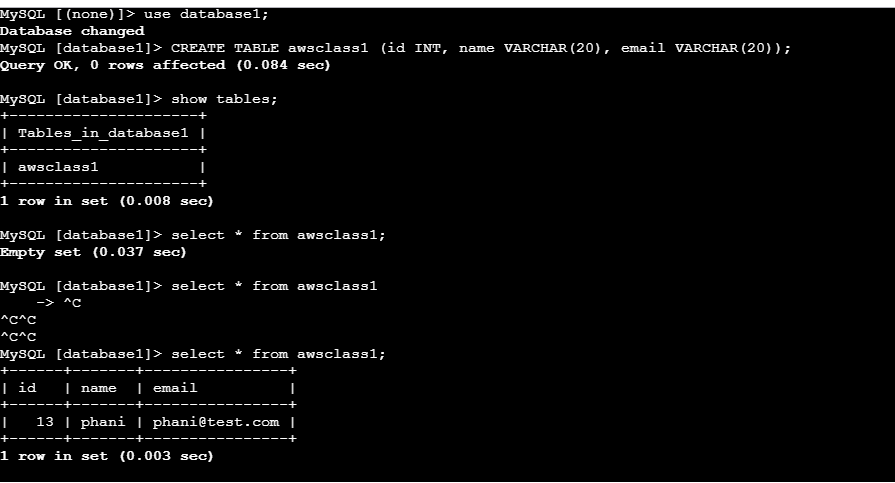 MySQL [(none)]> use database1;
Database changed
MySQL [database1]> CREATE TABLE awsclass1 (id INT, name VARCHAR(20), email VARCHAR(20));
Query OK, 0 rows affected (0.084 sec)

MySQL [database1]> show tables;
+---------------------+
| Tables_in_database1 |
+---------------------+
| awsclass1           |
+---------------------+
1 row in set (0.008 sec)

MySQL [database1]> select * from awsclass1;
Empty set (0.037 sec)

MySQL [database1]> select * from awsclass1
    -> ^C
^C^C
^C^C
MySQL [database1]> select * from awsclass1;
+------+-------+----------------+
| id   | name  | email          |
+------+-------+----------------+
|   13 | phani | phani@test.com |
+------+-------+----------------+
1 row in set (0.003 sec)